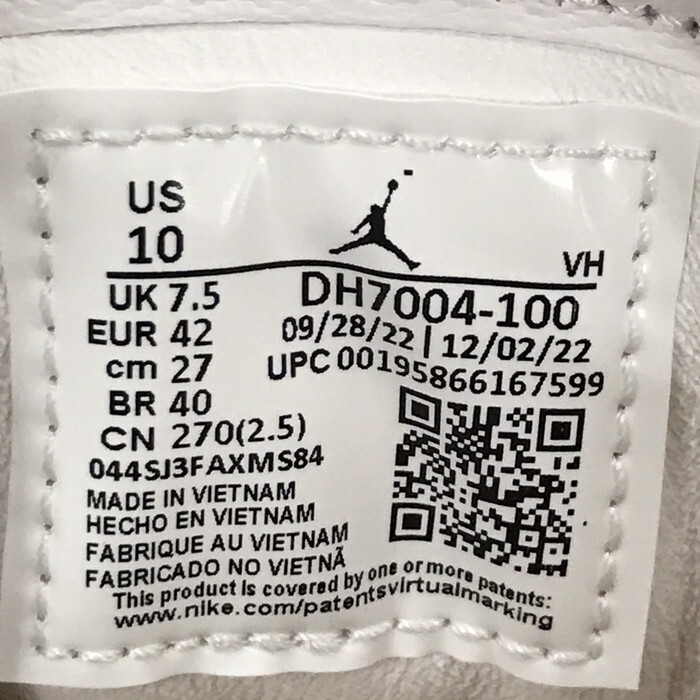 US
10
VH
UK 7.5
EUR 42
cm 27
BR 40
CN 270(2.5)
DH7004-100
09/28/22 | 12/02/22
UPC 00195866167599
044SJ3FAXMS84
MADE IN VIETNAM
HECHO EN VIETNAM
FABRIQUE AU VIETNAM
FABRICADO NO VIETNÃ
This product is covered by one or more patents:
www.nike.com/patentsvirtualmarking